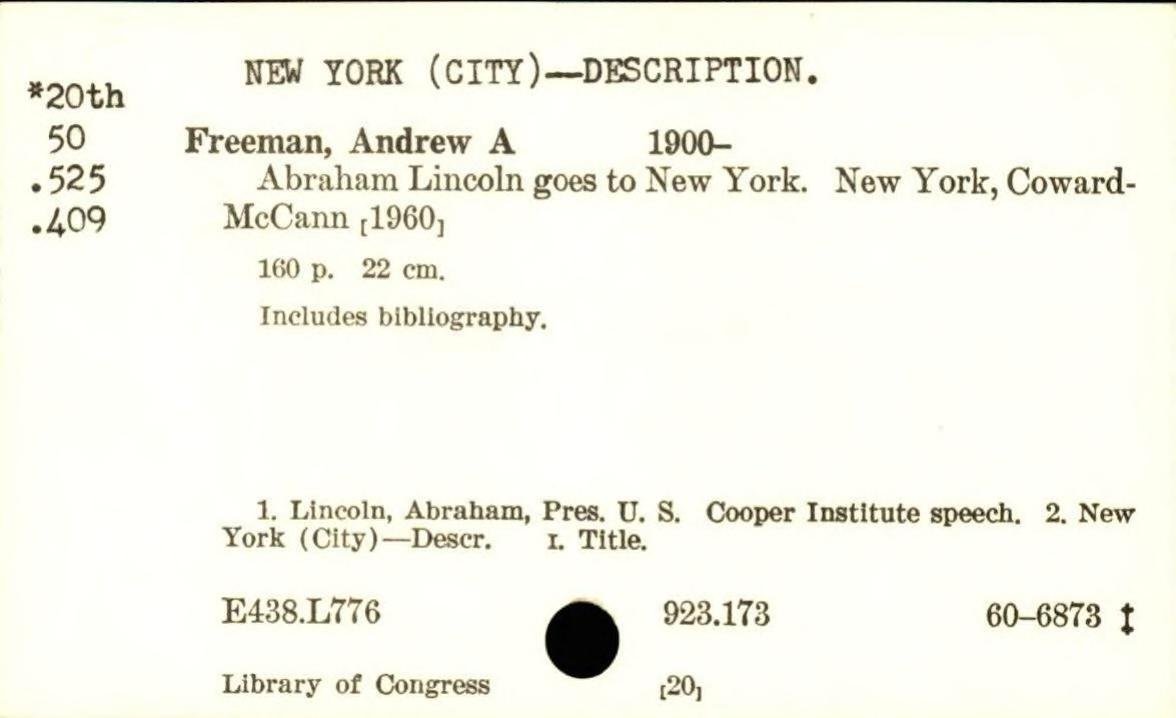 NEW YORK (CITY)—DESCRIPTION.
*20th
50
.525
.409
Freeman, Andrew A 1900–
Abraham Lincoln goes to New York. New York, Coward-
McCann [1960]
160 p. 22 cm.
Includes bibliography.
1. Lincoln, Abraham, Pres. U. S. Cooper Institute speech. 2. New
York (City)—Descr. I. Title.
E438.L776 923.173 60–6873 ‡
Library of Congress [20]